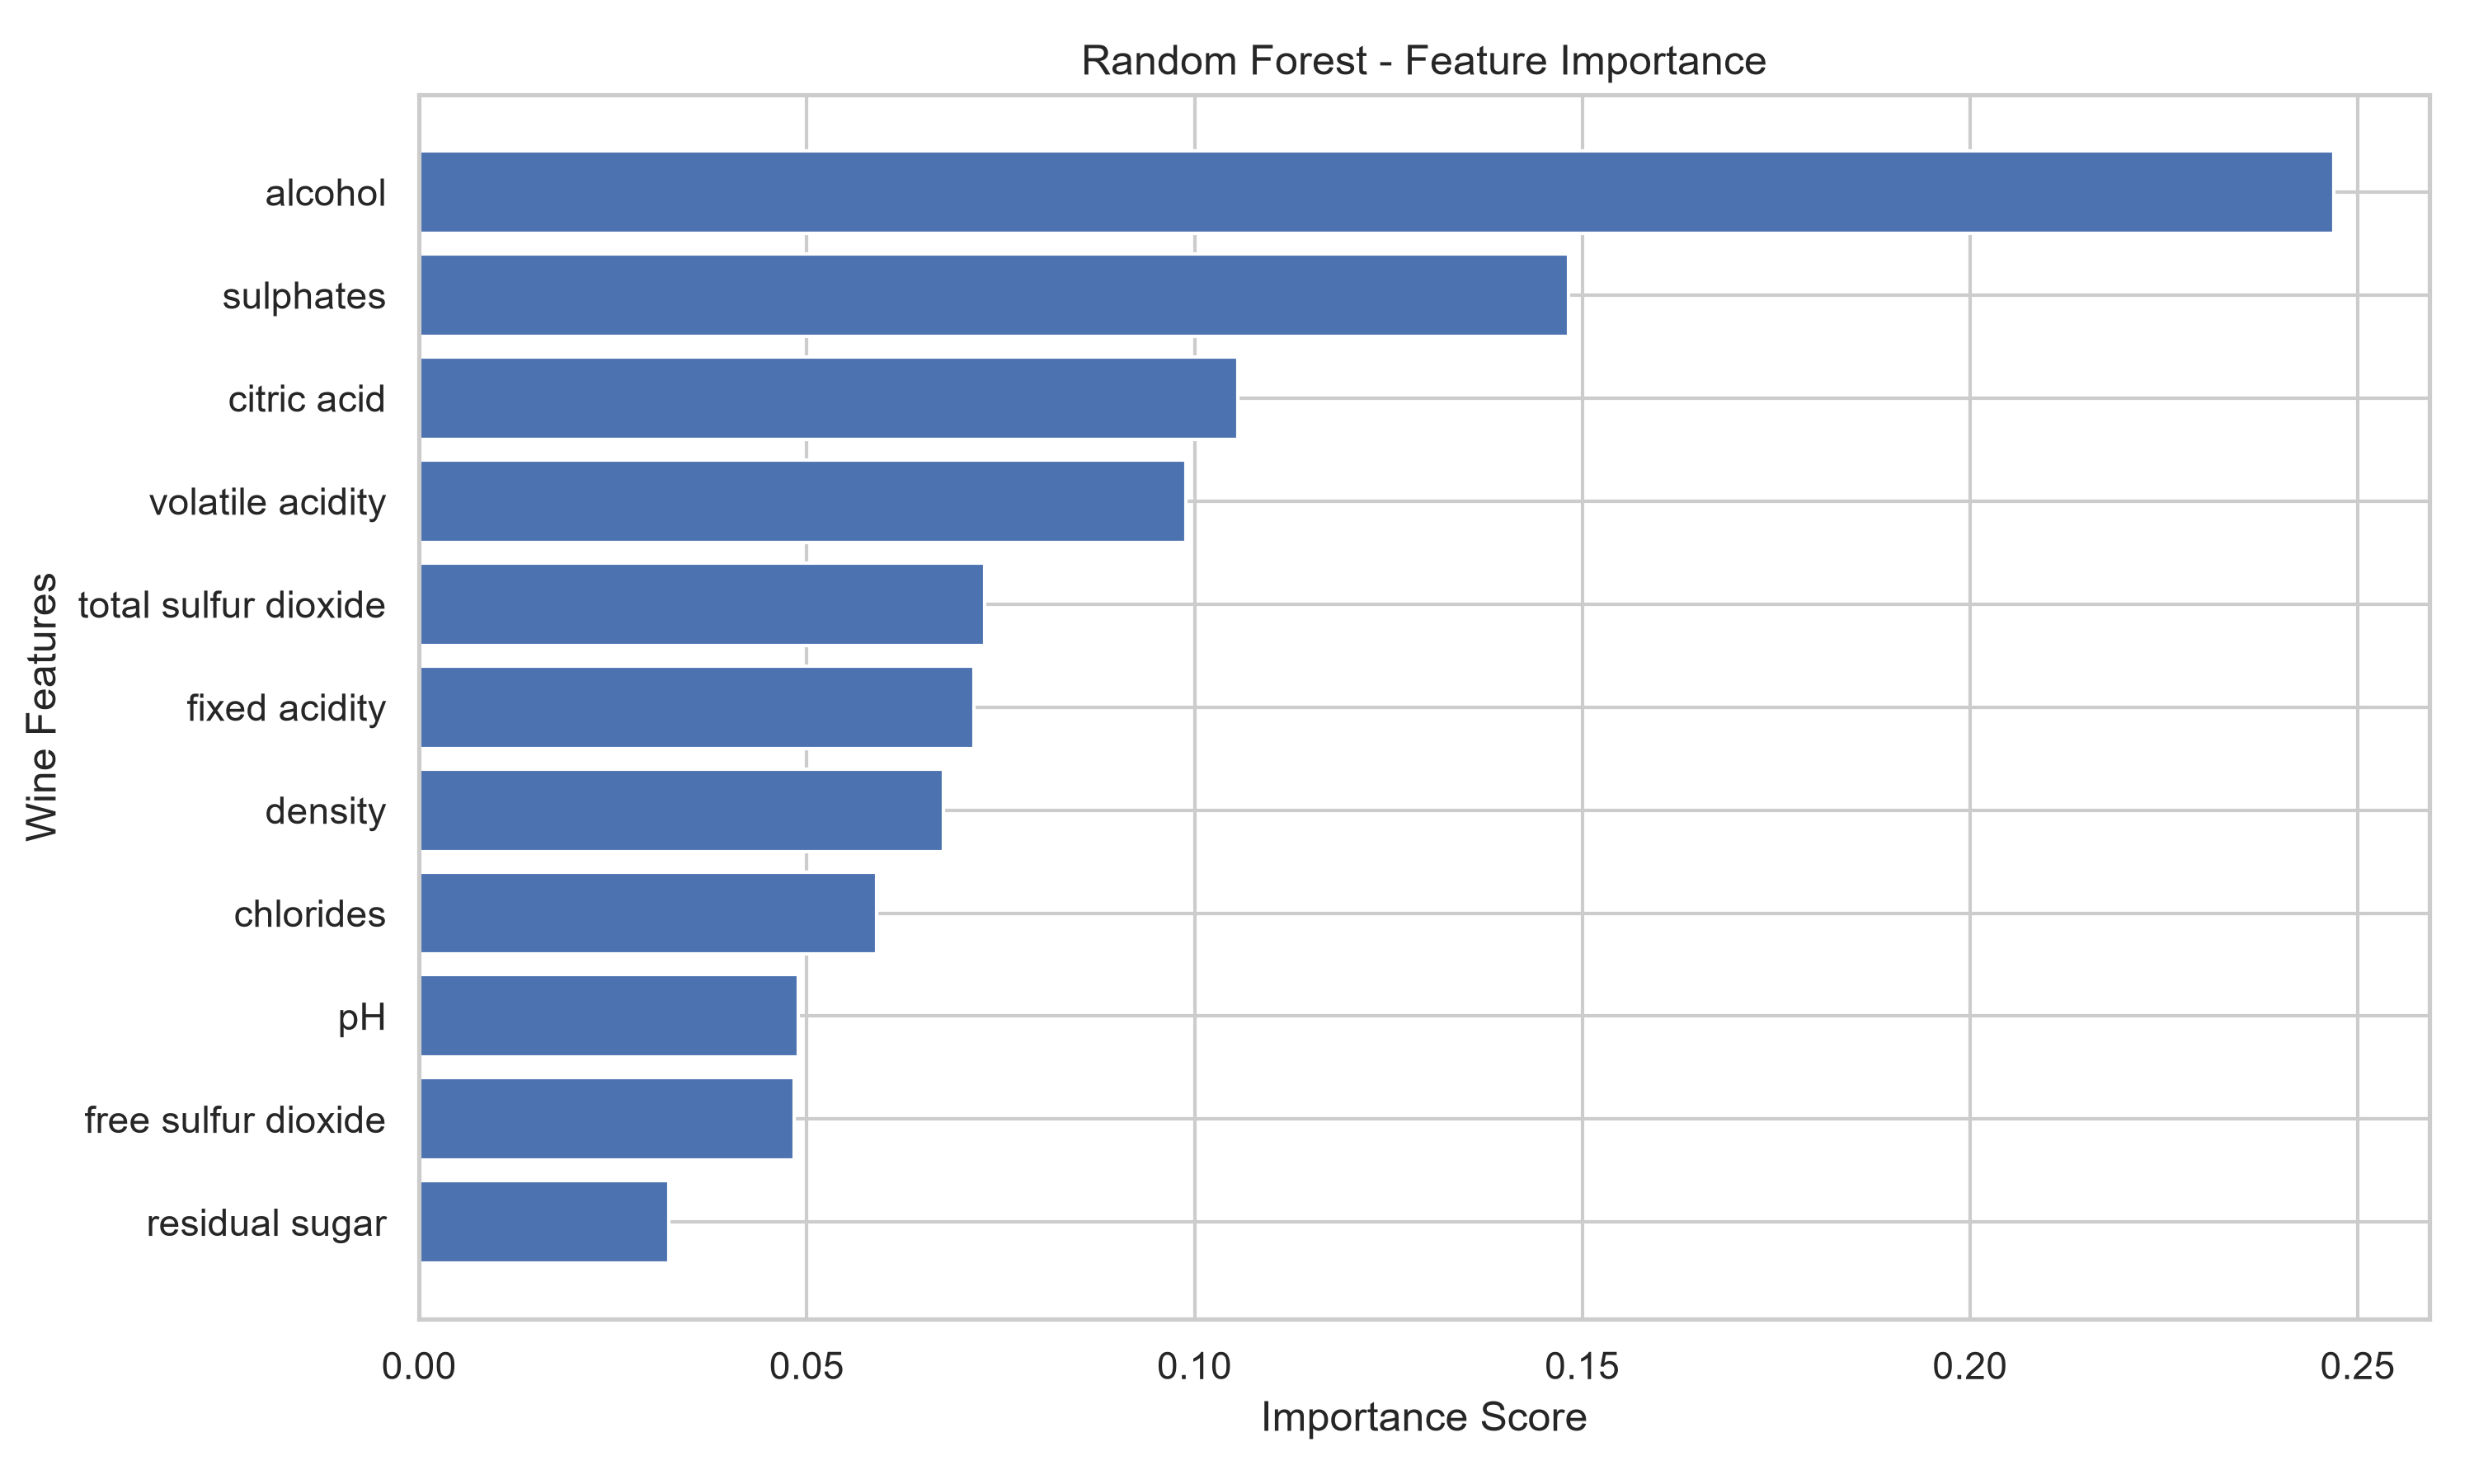 Random Forest - Feature Importance
Wine Features
alcohol
sulphates
citric acid
volatile acidity
total sulfur dioxide
fixed acidity
density
chlorides
pH
free sulfur dioxide
residual sugar
0.00 0.05 0.10 0.15 0.20 0.25
Importance Score